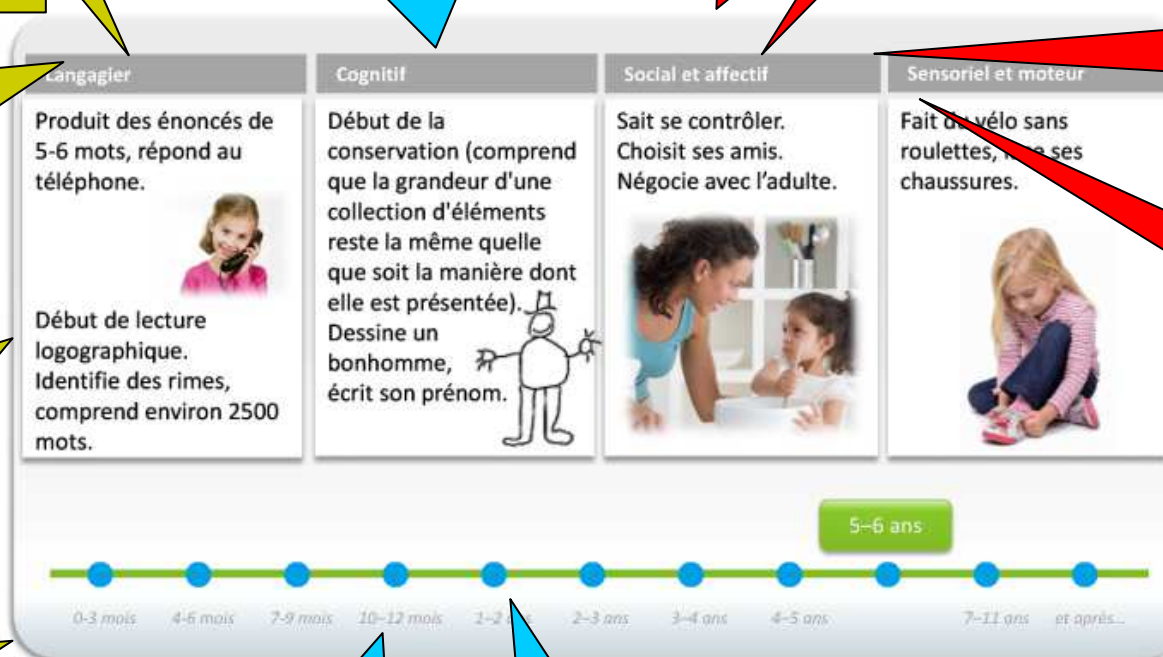 Langagier
Produit des énoncés de
5-6 mots, répond au
téléphone.
Début de lecture
logographique.
Identifie des rimes,
comprend environ 2500
mots.
Cognitif
Début de la
conservation (comprend
que la grandeur d'une
collection d'éléments
reste la même quelle
que soit la manière dont
elle est présentée).
Dessine un
bonhomme,
écrit son prénom.
Social et affectif
Sait se contrôler.
Choisit ses amis.
Négocie avec l'adulte.
Sensoriel et moteur
Fait du vélo sans
roulettes, ses
chaussures.
5–6 ans
0-3 mois 4-6 mois 7-9 mois 10–12 mois 1–2 2–3 ans 3–4 ans 4–5 ans 7–11 ans et après...